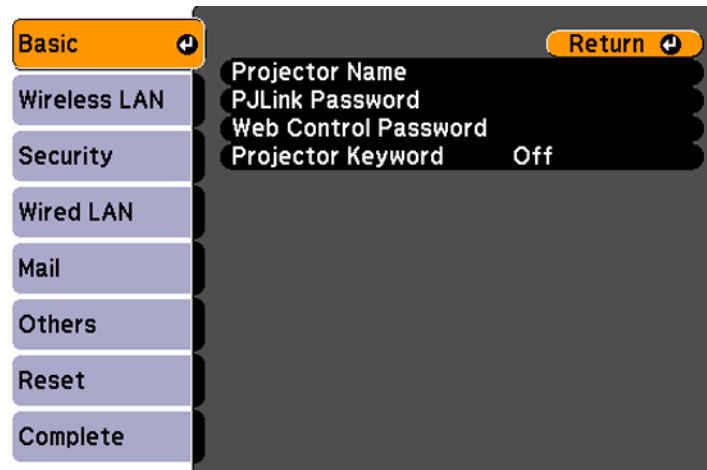 Basic
Wireless LAN
Security
Wired LAN
Mail
Others
Reset
Complete
Return
Projector Name
PJLink Password
Web Control Password
Projector Keyword Off